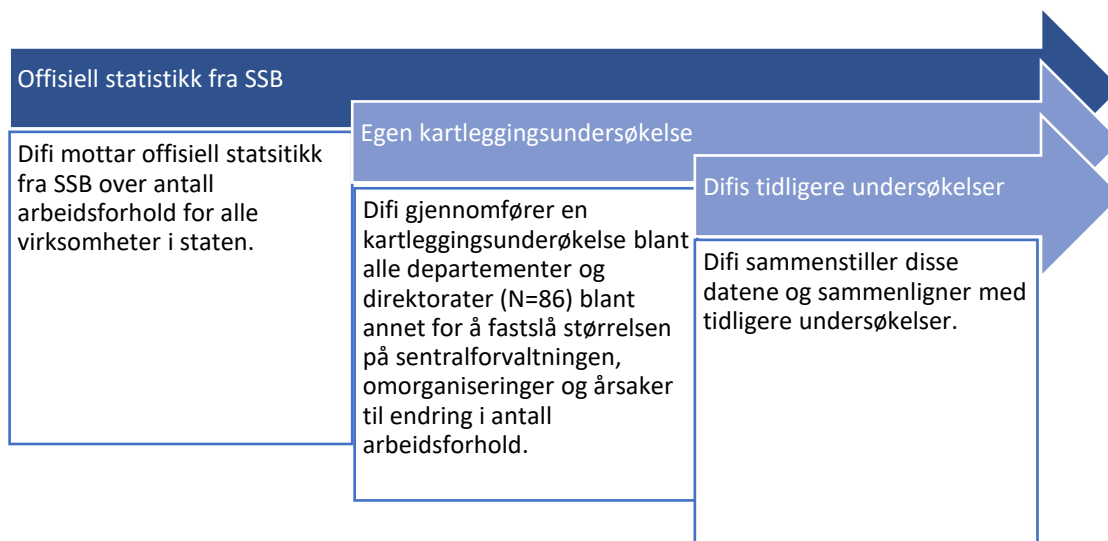 Offisiell statistikk fra SSB
Difi mottar offisiell statsitikk
fra SSB over antall
arbeidsforhold for alle
virksomheter i staten.
Egen kartleggingsundersøkelse
Difi gjennomfører en
kartleggingsunderøkelse blant
alle departementer og
direktorater (N=86) blant
annet for å fastslå størrelsen
på sentralforvaltningen,
omorganiseringer og årsaker
til endring i antall
arbeidsforhold.
Difis tidligere undersøkelser
Difi sammenstiller disse
datene og sammenligner med
tidligere undersøkelser.